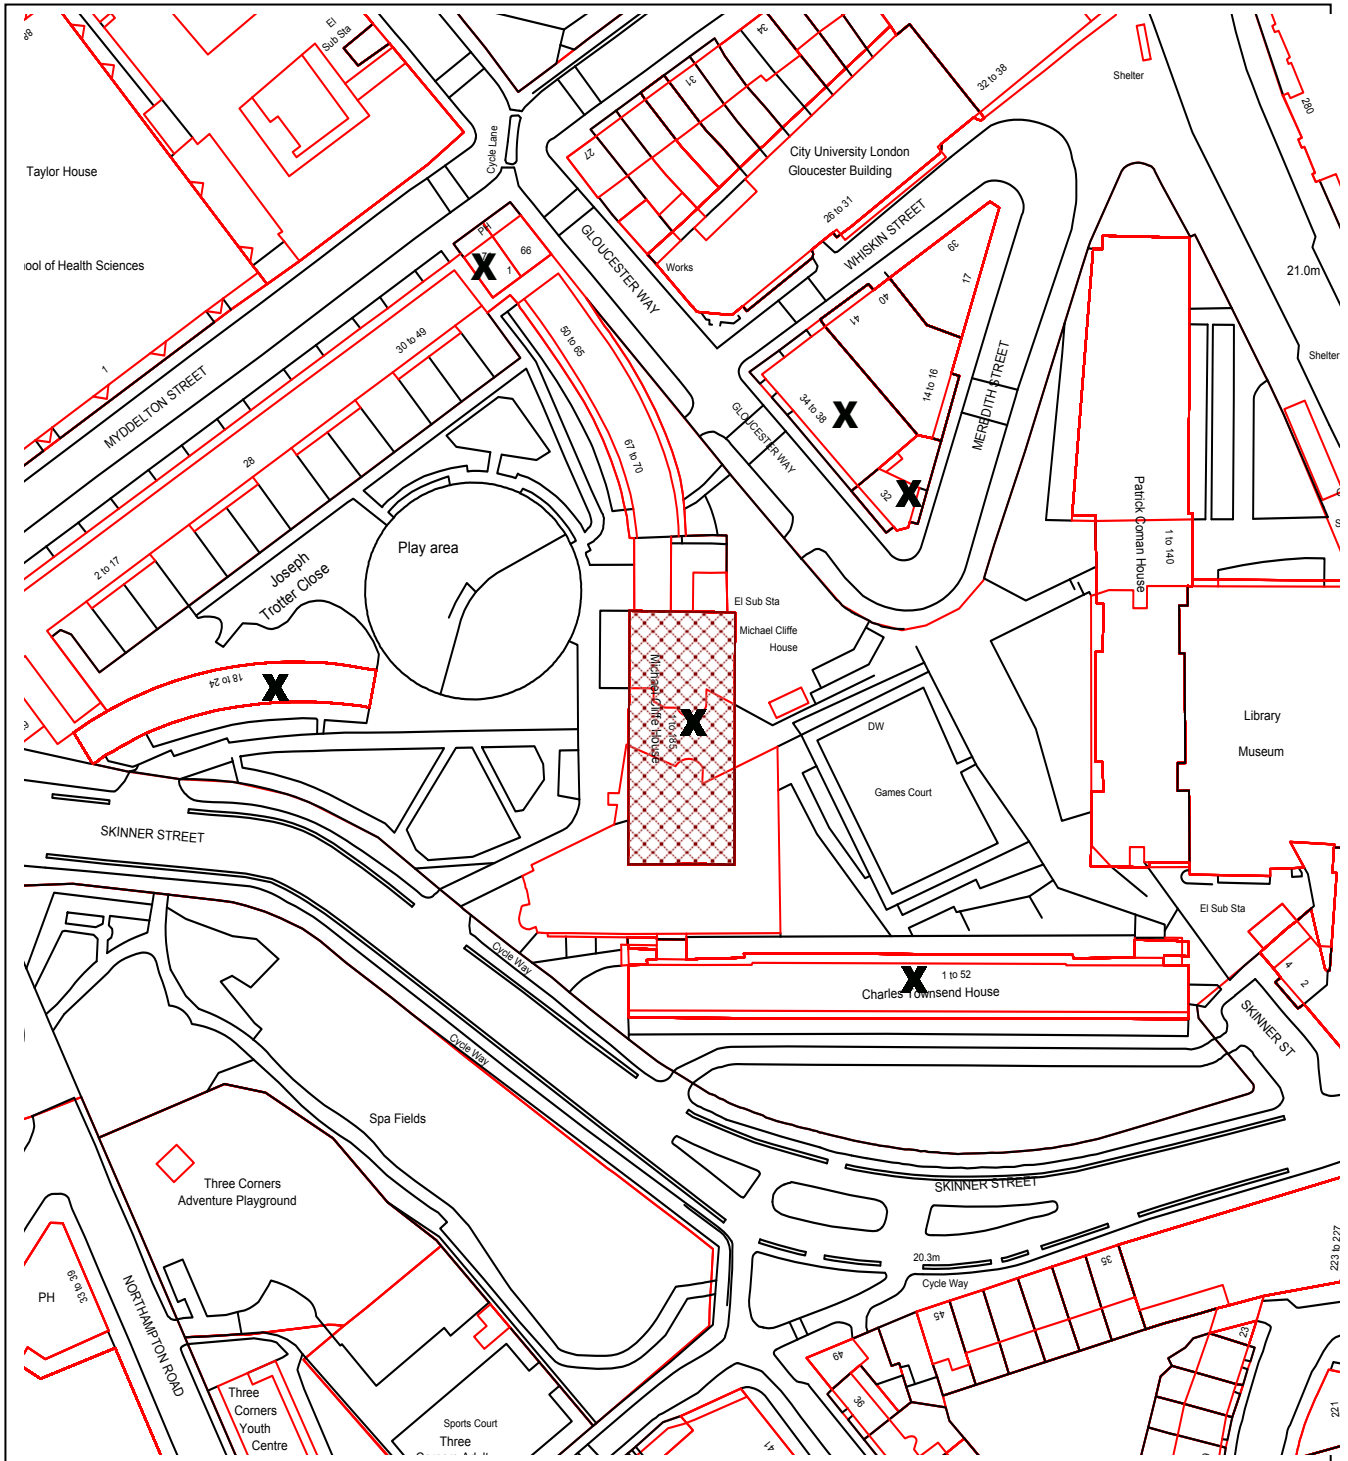 El
Sub Sta
34
31
27
32 to 38
Shelter
280
Cycle Lane
City University London
Gloucester Building
Taylor House
26 to 31
PH
66
1
GLOUCESTER WAY
WHISKIN STREET
39
17
X
ool of Health Sciences
Works
21.0m
40
41
50 to 65
30 to 49
1
MYDDELTON STREET
Shelter
MEREDITH STREET
14 to 16
34 to 38
X
GLOUCESTER WAY
67 to 70
28
32
X
Patrick Coman House
1 to 140
Play area
Joseph
Trotter Close
2 to 17
El Sub Sta
Michael Cliffe
House
Michael Cliffe House
1 to 185
X
18 to 24
X
Library
Museum
DW
Games Court
SKINNER STREET
El Sub Sta
Cycle Way
4
2
1 to 52
X
Charles Townsend House
SKINNER ST
Cycle Way
Spa Fields
Three Corners
Adventure Playground
SKINNER STREET
20.3m
Cycle Way
35
45
223 to 227
PH
33 to 39
NORTHAMPTON ROAD
23
49
36
221
Three
Corners
Youth
Centre
Sports Court
Three
41